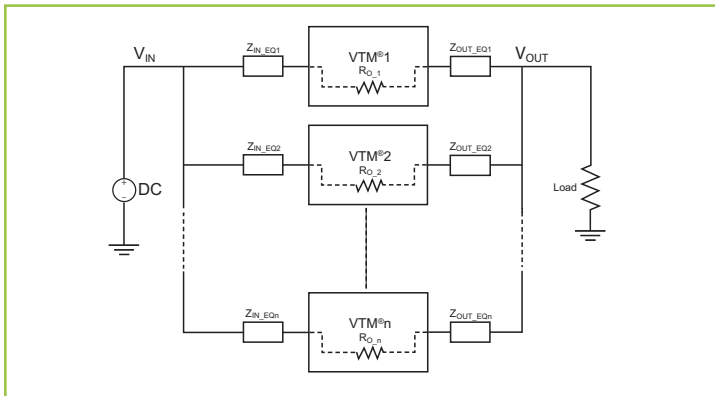 V_IN
Z_IN_EQ1
VTM®1
R_O_1
Z_OUT_EQ1
V_OUT
Z_IN_EQ2
VTM®2
R_O_2
Z_OUT_EQ2
+
−
DC
Load
Z_IN_EQn
VTM®n
R_O_n
Z_OUT_EQn